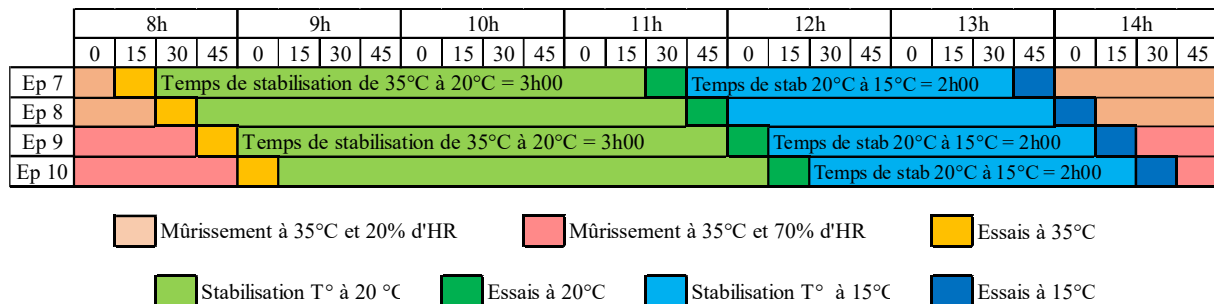 8h 9h 10h 11h 12h 13h 14h
0 15 30 45 0 15 30 45 0 15 30 45 0 15 30 45 0 15 30 45 0 15 30 45 0 15 30 45
Ep 7 Temps de stabilisation de 35°C à 20°C = 3h00 Temps de stab 20°C à 15°C = 2h00
Ep 8
Ep 9 Temps de stabilisation de 35°C à 20°C = 3h00 Temps de stab 20°C à 15°C = 2h00
Ep 10 Temps de stab 20°C à 15°C = 2h00
Mûrissement à 35°C et 20% d'HR Mûrissement à 35°C et 70% d'HR Essais à 35°C
Stabilisation T° à 20 °C Essais à 20°C Stabilisation T° à 15°C Essais à 15°C